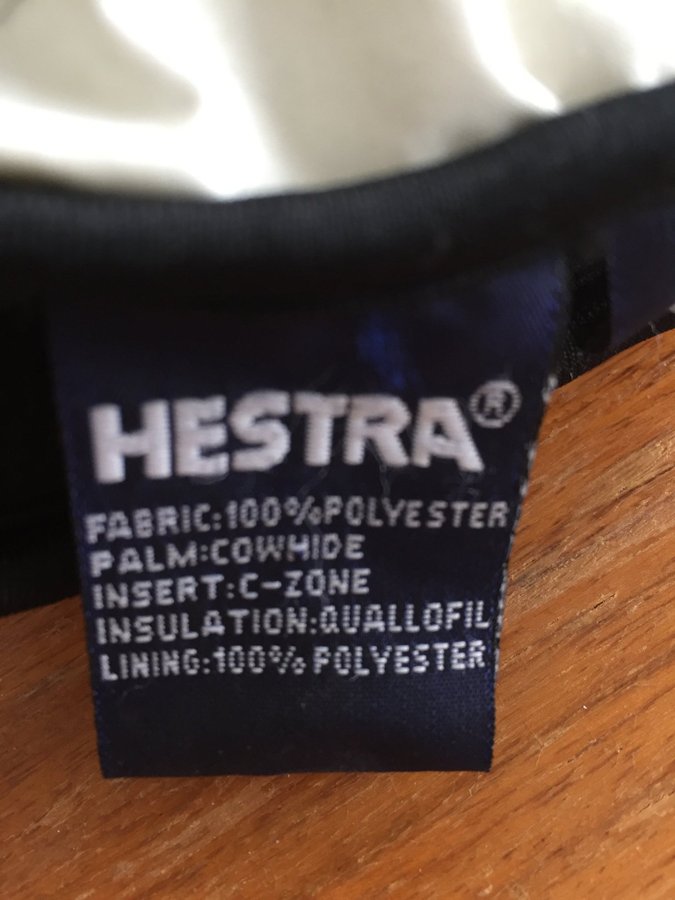 HESTRA®
FABRIC:100%POLYESTER
PALM:COWHIDE
INSERT:C-ZONE
INSULATION:QUALLOFIL
LINING:100% POLYESTER